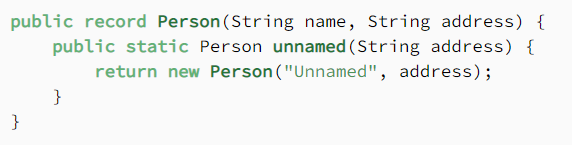 public record Person(String name, String address) {
    public static Person unnamed(String address) {
        return new Person("Unnamed", address);
    }
}